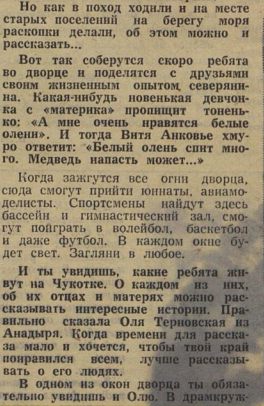 Но как в поход ходили и на месте
старых поселений на берегу моря
раскопки делали, об этом можно и
рассказать...
Вот так соберутся скоро ребята
во дворце и поделятся с друзьями
своим жизненным опытом северяни-
на. Какая-нибудь новенькая девчон-
ка с «материка» пропищит тонень-
ко: «А мне очень нравятся белые
олени». И тогда Витя Анковье хму-
ро ответит: «Белый олень спит мно-
го. Медведь напасть может...»
Когда зажгутся все огни дворца,
сюда смогут прийти юннаты, авиамо-
делисты. Спортсмены найдут здесь
бассейн и гимнастический зал, смо-
гут поиграть в волейбол, баскетбол
и даже футбол. В каждом окне бу-
дет свет. Загляни в любое.
И ты увидишь, какие ребята жи-
вут на Чукотке. О каждом из них,
об их отцах и матерях можно рас-
сказывать интересные истории. Пра-
вильно сказала Оля Терновская из
Анадыря. Когда времени для расска-
за мало и хочется, чтобы твой край
понравился всем, лучше рассказы-
вать о его людях.
В одном из окон дворца ты обяза-
тельно увидишь и Олю. В драмкруж-